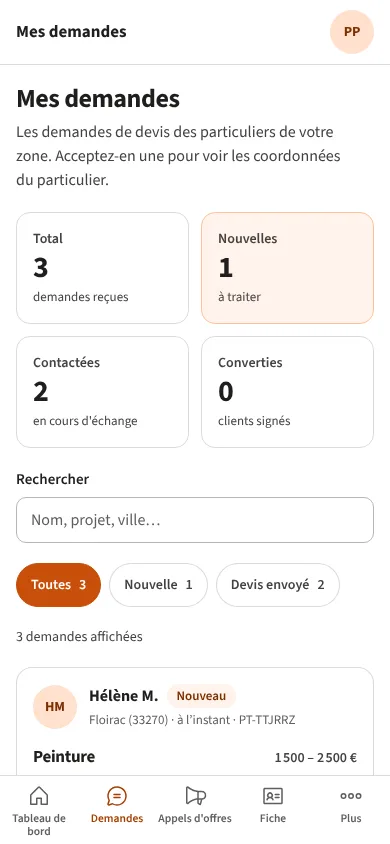 Mes demandes
PP
Mes demandes
Les demandes de devis des particuliers de votre
zone. Acceptez-en une pour voir les coordonnées
du particulier.
Total
3
demandes reçues
Nouvelles
1
à traiter
Contactées
2
en cours d'échange
Converties
0
clients signés
Rechercher
Nom, projet, ville…
Toutes 3
Nouvelle 1
Devis envoyé 2
3 demandes affichées
HM
Hélène M.
Nouveau
Floirac (33270) · à l’instant · PT-TTJRRZ
Peinture
1 500 – 2 500 €
Tableau de
bord
Demandes
Appels d'offres
Fiche
Plus